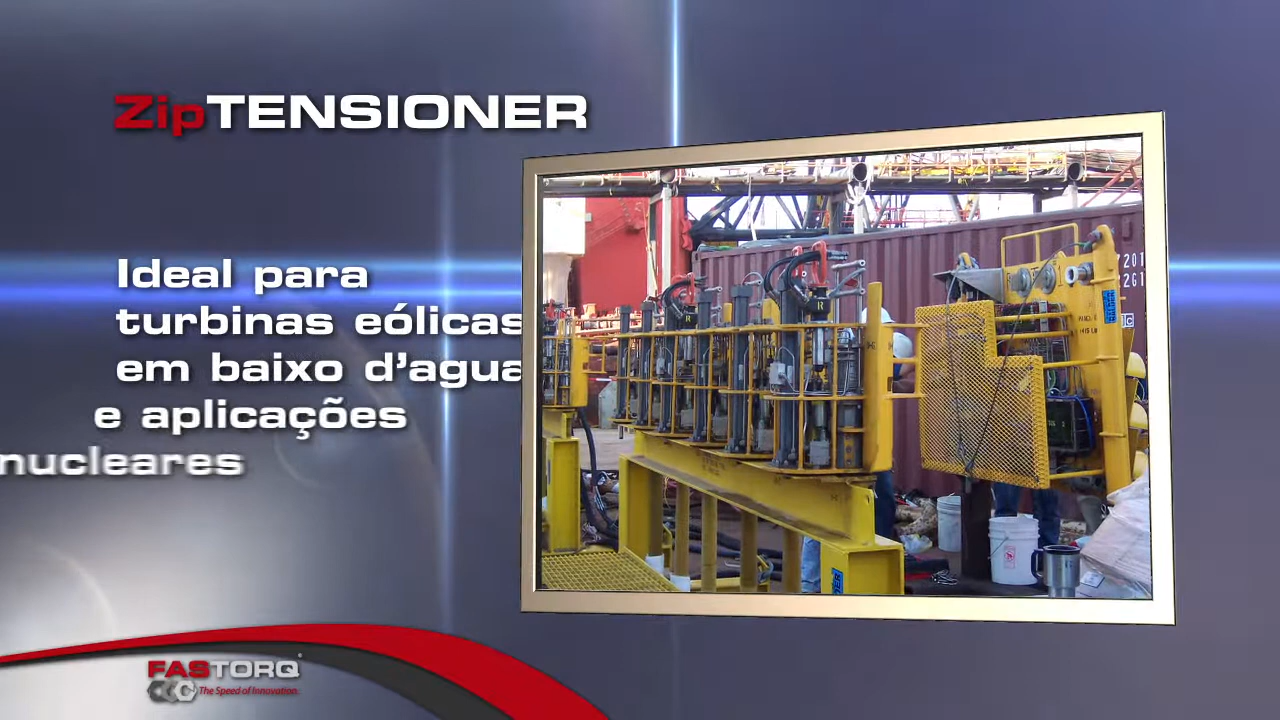 ZipTENSIONER
Ideal para
turbinas eólicas
em baixo d'agua
e aplicações
nucleares
FASTORQ
The Speed of Innovation.